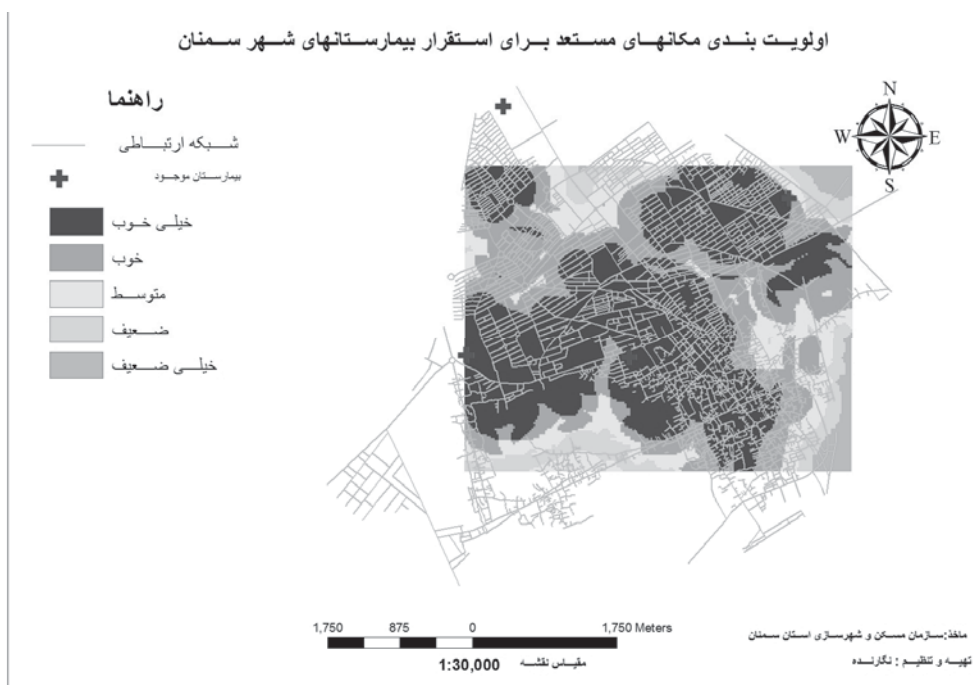 اولویت بندی مکانهای مستعد برای استقرار بیمارستانهای شهر سمنان
راهنما
شبکه ارتباطی
بیمارستان موجود
خیلی خوب
خوب
متوسط
ضعیف
خیلی ضعیف
N
W E
S
1,750 875 0 1,750 Meters
مقیاس نقشه 1:30,000
ماخذ:سازمان مسکن و شهرسازی استان سمنان
تهیه و تنظیم : نگارنده